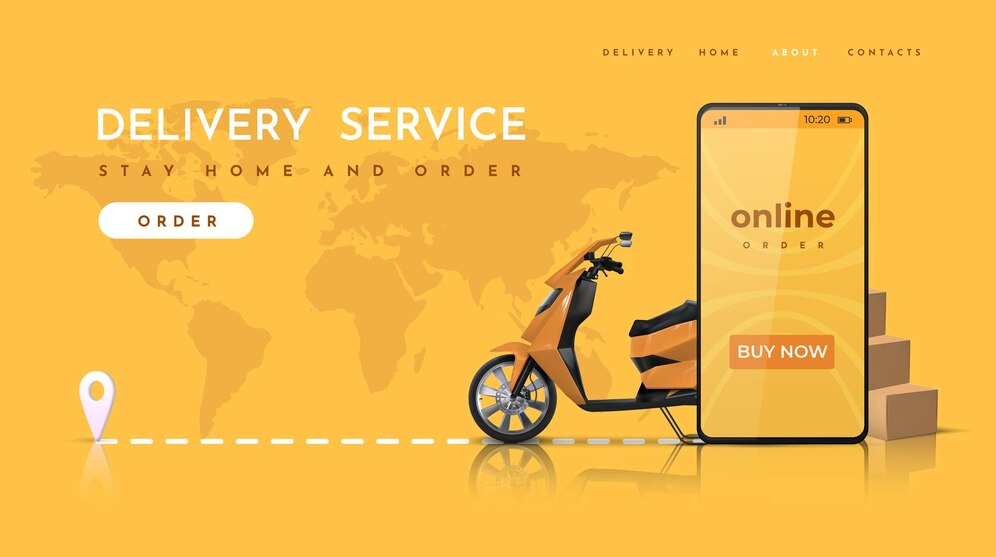 DELIVERY HOME ABOUT CONTACTS
DELIVERY SERVICE
STAY HOME AND ORDER
ORDER
10:20
online
ORDER
BUY NOW